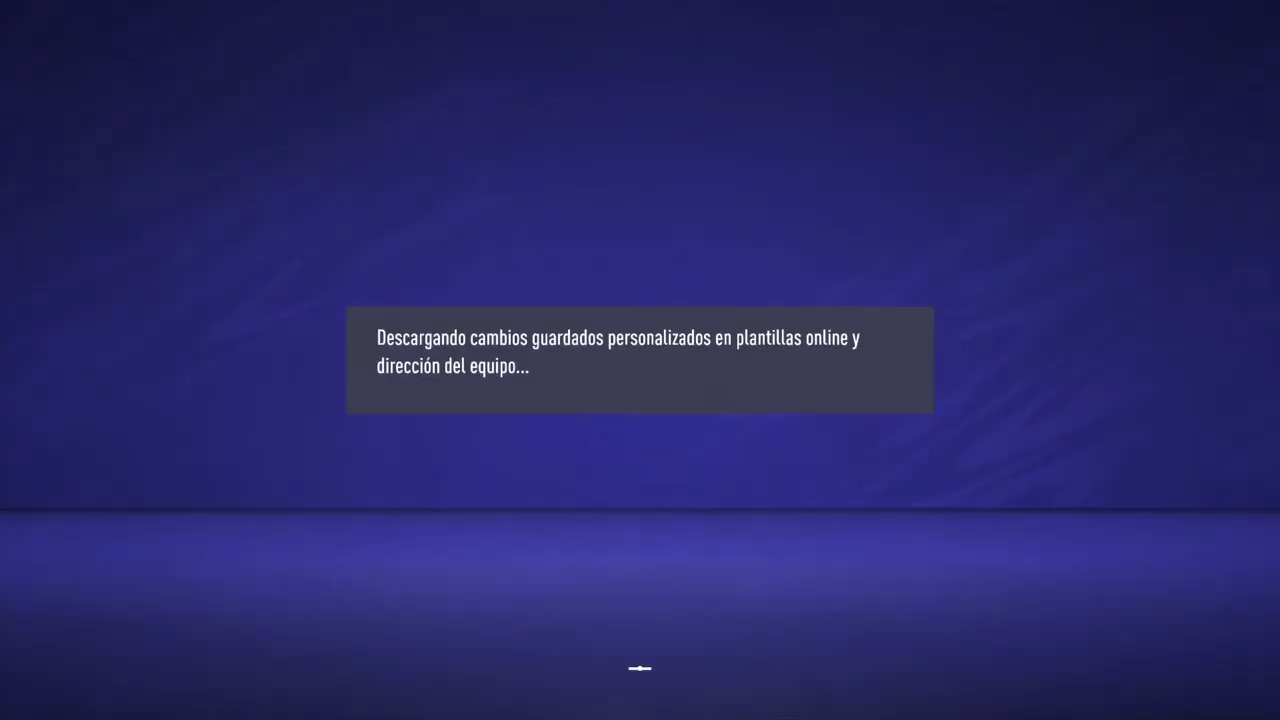 Descargando cambios guardados personalizados en plantillas online y
dirección del equipo...